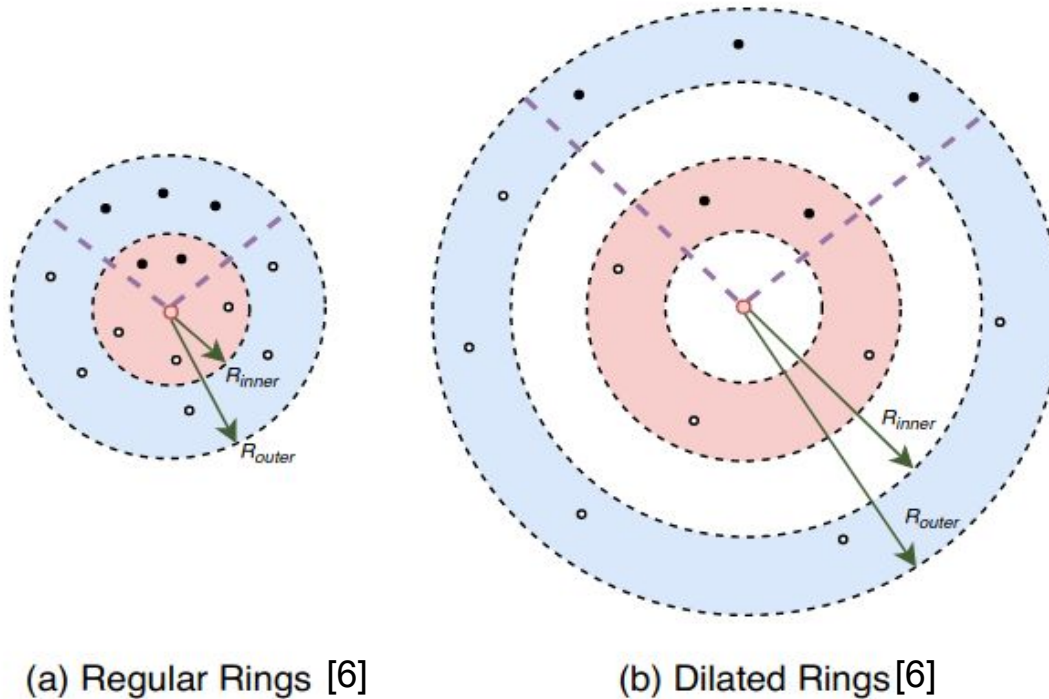 R_inner
R_outer
R_inner
R_outer
(a) Regular Rings [6]
(b) Dilated Rings [6]